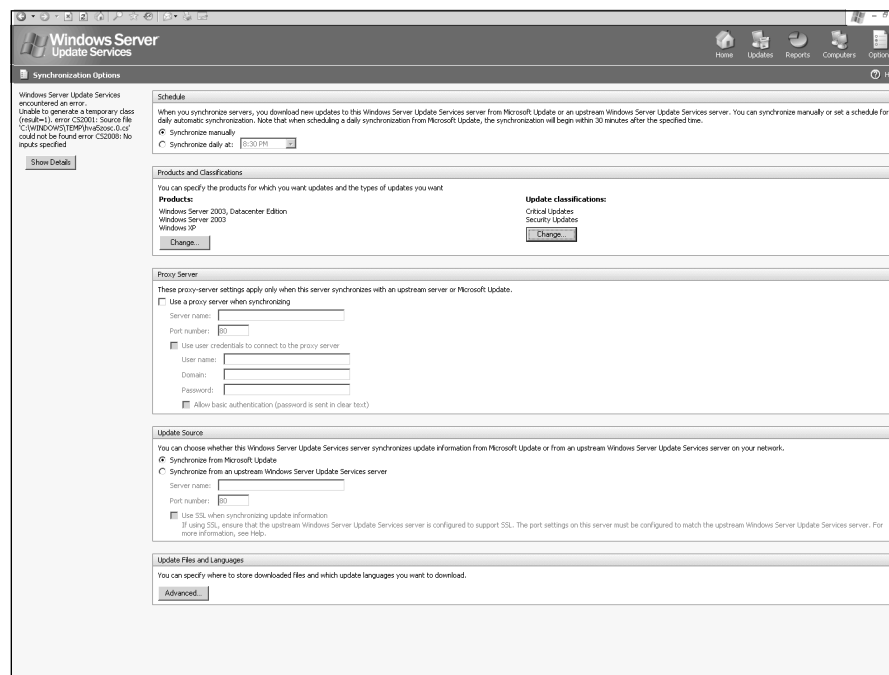 Windows Server
Update Services
Home
Updates
Reports
Computers
Option
Synchronization Options
H
Windows Server Update Services
encountered an error.
Unable to generate a temporary class
(result=1). error CS2001: Source file
'C:\WINDOWS\TEMP\hva5zosc.0.cs'
could not be found error CS2008: No
inputs specified
Show Details
Schedule
When you synchronize servers, you download new updates to this Windows Server Update Services server from Microsoft Update or an upstream Windows Server Update Services server. You can synchronize manually or set a schedule for
daily automatic synchronization. Note that when scheduling a daily synchronization from Microsoft Update, the synchronization will begin within 30 minutes after the specified time.
Synchronize manually
Synchronize daily at: 8:30 PM
Products and Classifications
You can specify the products for which you want updates and the types of updates you want
Products:
Windows Server 2003, Datacenter Edition
Windows Server 2003
Windows XP
Change...
Update classifications:
Critical Updates
Security Updates
Change...
Proxy Server
These proxy-server settings apply only when this server synchronizes with an upstream server or Microsoft Update.
Use a proxy server when synchronizing
Server name:
Port number: 80
Use user credentials to connect to the proxy server
User name:
Domain:
Password:
Allow basic authentication (password is sent in clear text)
Update Source
You can choose whether this Windows Server Update Services server synchronizes update information from Microsoft Update or from an upstream Windows Server Update Services server on your network.
Synchronize from Microsoft Update
Synchronize from an upstream Windows Server Update Services server
Server name:
Port number: 80
Use SSL when synchronizing update information
If using SSL, ensure that the upstream Windows Server Update Services server is configured to support SSL. The port settings on this server must be configured to match the upstream Windows Server Update Services server. For
more information, see Help.
Update Files and Languages
You can specify where to store downloaded files and which update languages you want to download.
Advanced...